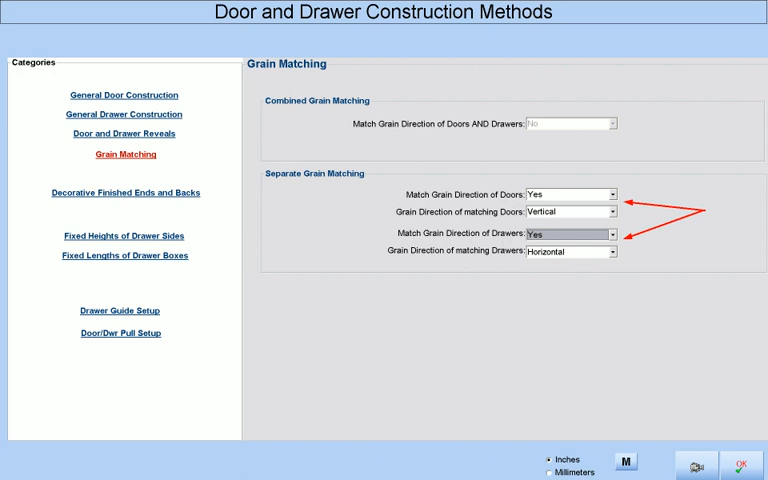 Door and Drawer Construction Methods
Categories
General Door Construction
General Drawer Construction
Door and Drawer Reveals
Grain Matching
Decorative Finished Ends and Backs
Fixed Heights of Drawer Sides
Fixed Lengths of Drawer Boxes
Drawer Guide Setup
Door/Dwr Pull Setup
Grain Matching
Combined Grain Matching
Match Grain Direction of Doors AND Drawers: No
Separate Grain Matching
Match Grain Direction of Doors: Yes
Grain Direction of matching Doors: Vertical
Match Grain Direction of Drawers: Yes
Grain Direction of matching Drawers: Horizontal
Inches
Millimeters
M
OK